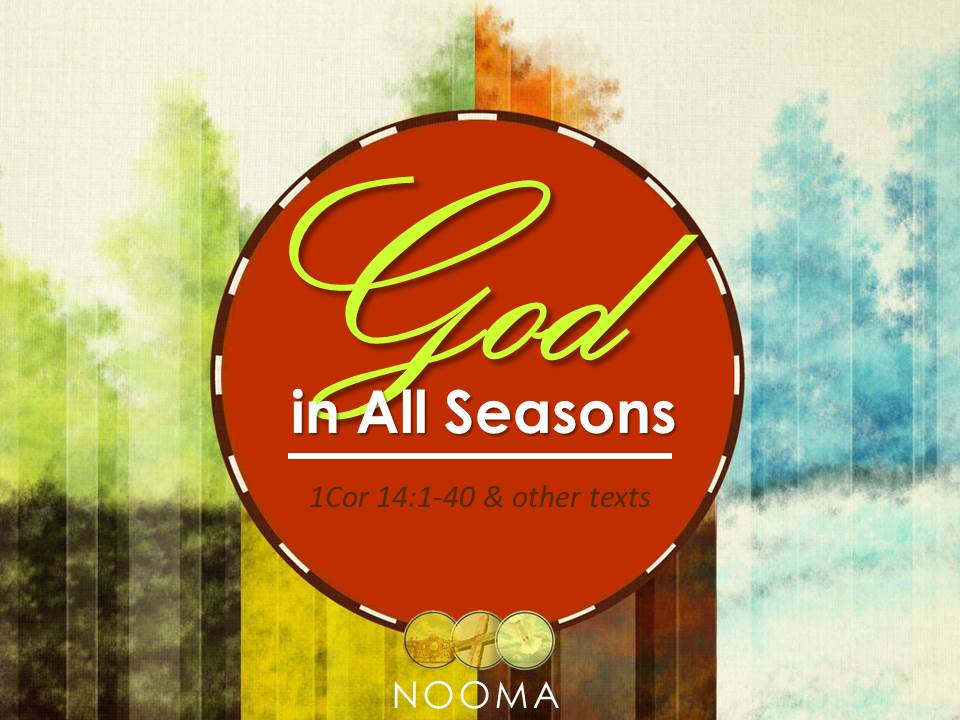 God
in All Seasons
1Cor 14:1-40 & other texts
NOOMA